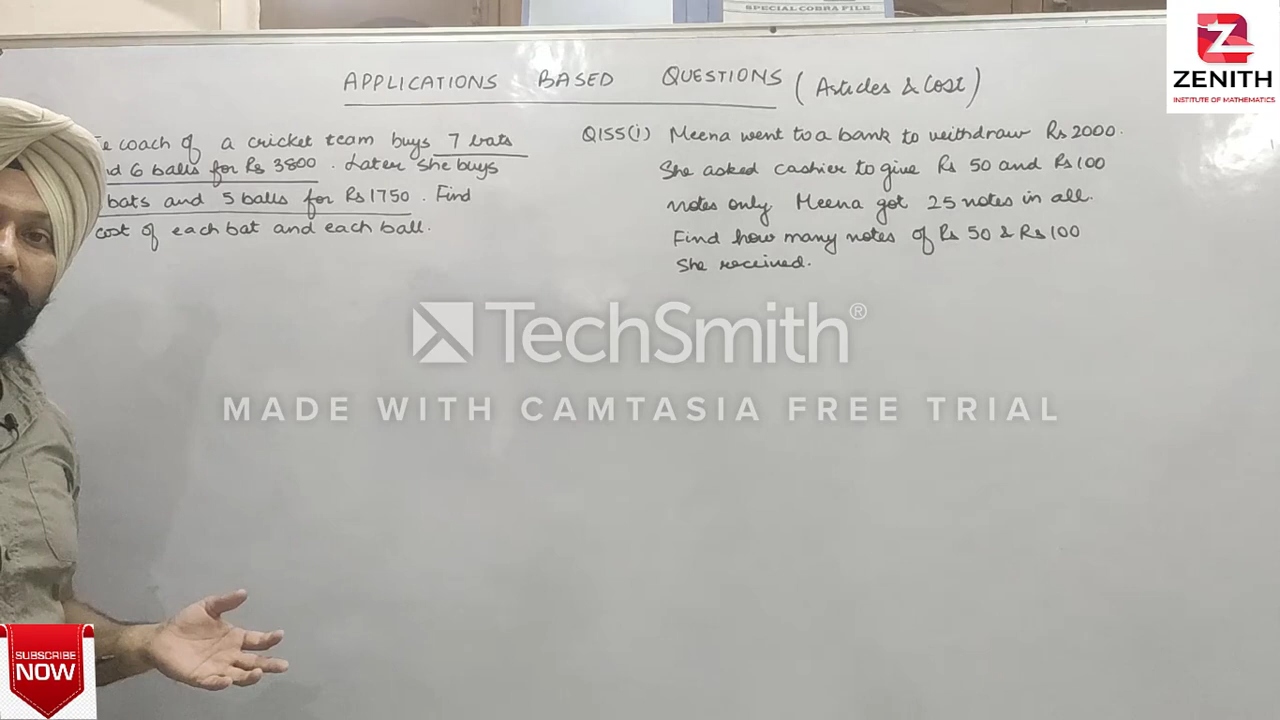 SPECIAL COBRA FILE
ZENITH
INSTITUTE OF MATHEMATICS
APPLICATIONS BASED QUESTIONS (Articles & Cost)
coach of a cricket team buys 7 bats
6 balls for Rs 3800. Later she buys
bats and 5 balls for Rs 1750. Find
cost of each bat and each ball.
Q155(i) Meena went to a bank to withdraw Rs 2000.
She asked cashier to give Rs 50 and Rs 100
notes only Meena got 25 notes in all.
Find how many notes of Rs 50 & Rs 100
She received.
TechSmith®
MADE WITH CAMTASIA FREE TRIAL
SUBSCRIBE
NOW